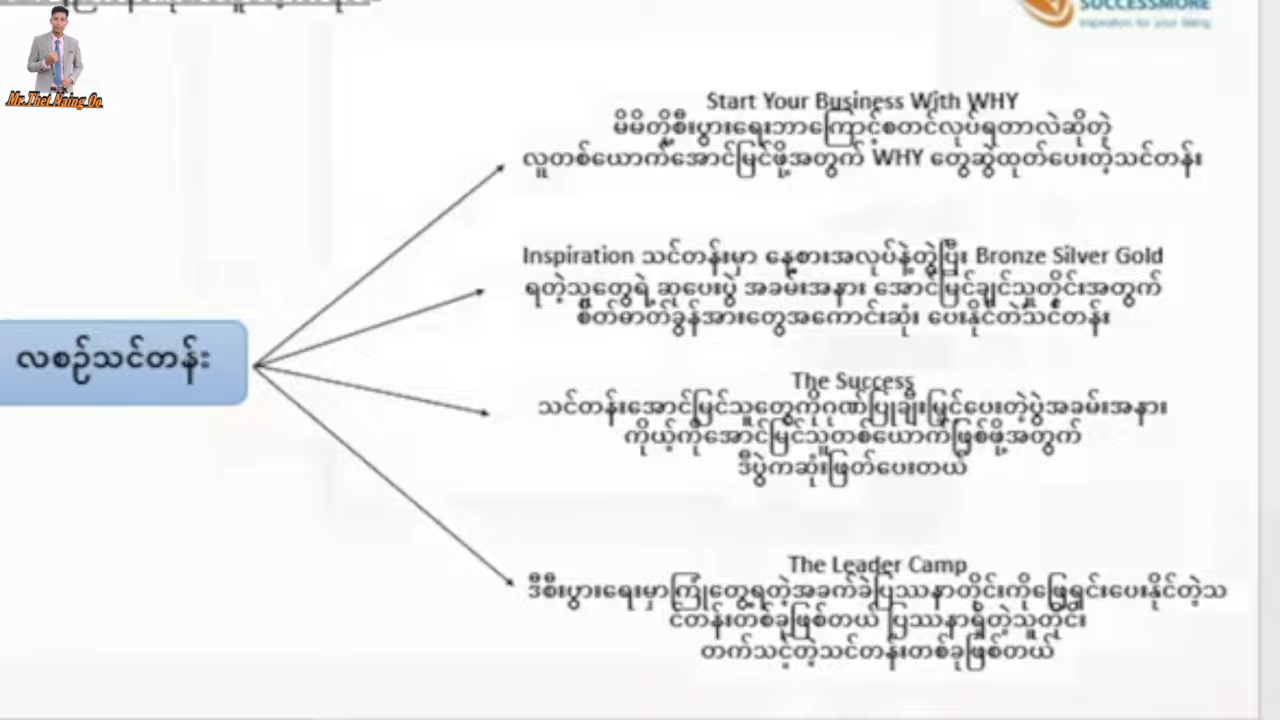 SUCCESSMORE
Inspiration for your Being
Mr.Thet Naing Oo
Start Your Business With WHY
မိမိတို့စီးပွားရေးဘာကြောင့်စတင်လုပ်ရတာလဲဆိုတဲ့
လူတစ်ယောက်အောင်မြင်ဖို့အတွက် WHY တွေဆွဲထုတ်ပေးတဲ့သင်တန်း
Inspiration သင်တန်းမှာ နေ့စားအလုပ်နဲ့တွဲပြီး Bronze Silver Gold
ရတဲ့သူတွေရဲ့ ဆုပေးပွဲ အခမ်းအနား အောင်မြင်ချင်သူတိုင်းအတွက်
စိတ်ဓာတ်ခွန်အားတွေအကောင်းဆုံး ပေးနိုင်တဲသင်တန်း
လစဉ်သင်တန်း
The Success
သင်တန်းအောင်မြင်သူတွေကိုဂုဏ်ပြုချီးမြှင့်ပေးတဲ့ပွဲအခမ်းအနား
ကိုယ့်ကိုအောင်မြင်သူတစ်ယောက်ဖြစ်ဖို့အတွက်
ဒီပွဲကဆုံးဖြတ်ပေးတယ်
The Leader Camp
ဒီစီးပွားရေးမှာကြုံတွေ့ရတဲ့အခက်ခဲပြဿနာတိုင်းကိုဖြေရှင်းပေးနိုင်တဲ့သ
င်တန်းတစ်ခုဖြစ်တယ် ပြဿနာရှိတဲ့သူတိုင်း
တက်သင့်တဲ့သင်တန်းတစ်ခုဖြစ်တယ်